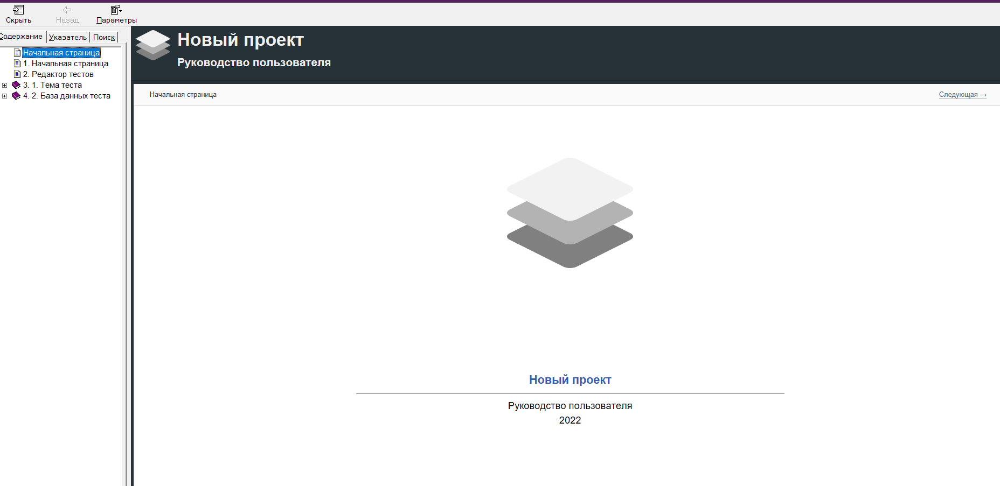 Скрыть
Назад
Параметры
Содержание
Указатель
Поиск
Начальная страница
1. Начальная страница
2. Редактор тестов
3. 1. Тема теста
4. 2. База данных теста
Новый проект
Руководство пользователя
Начальная страница
Следующая →
Новый проект
Руководство пользователя
2022